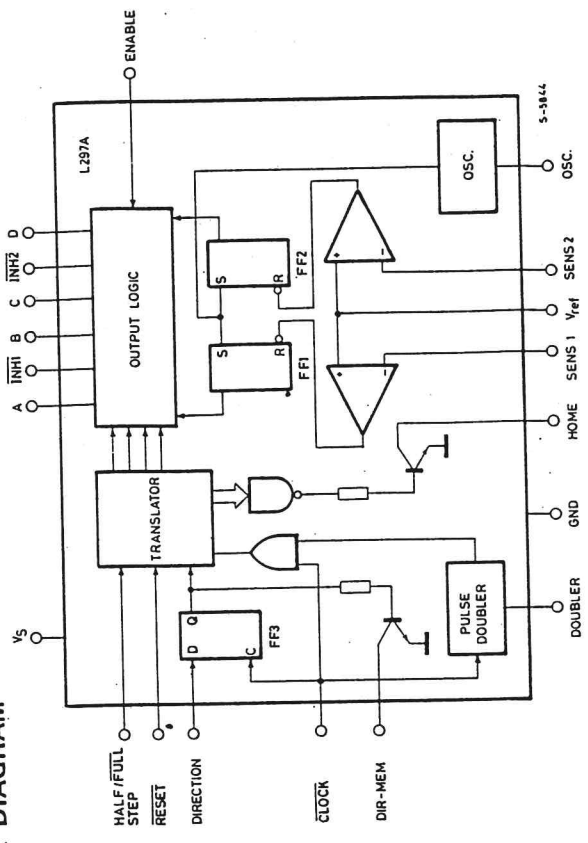 DIAGRAM
L297A
VS
A
INH1
B
C
INH2
D
ENABLE
HALF/FULL
STEP
RESET
DIRECTION
CLOCK
DIR-MEM
TRANSLATOR
OUTPUT LOGIC
D
Q
C
FF3
S
R
FF1
S
R
FF2
+
-
+
-
PULSE
DOUBLER
OSC.
S-5844
DOUBLER
GND
HOME
SENS 1
Vref
SENS 2
OSC.